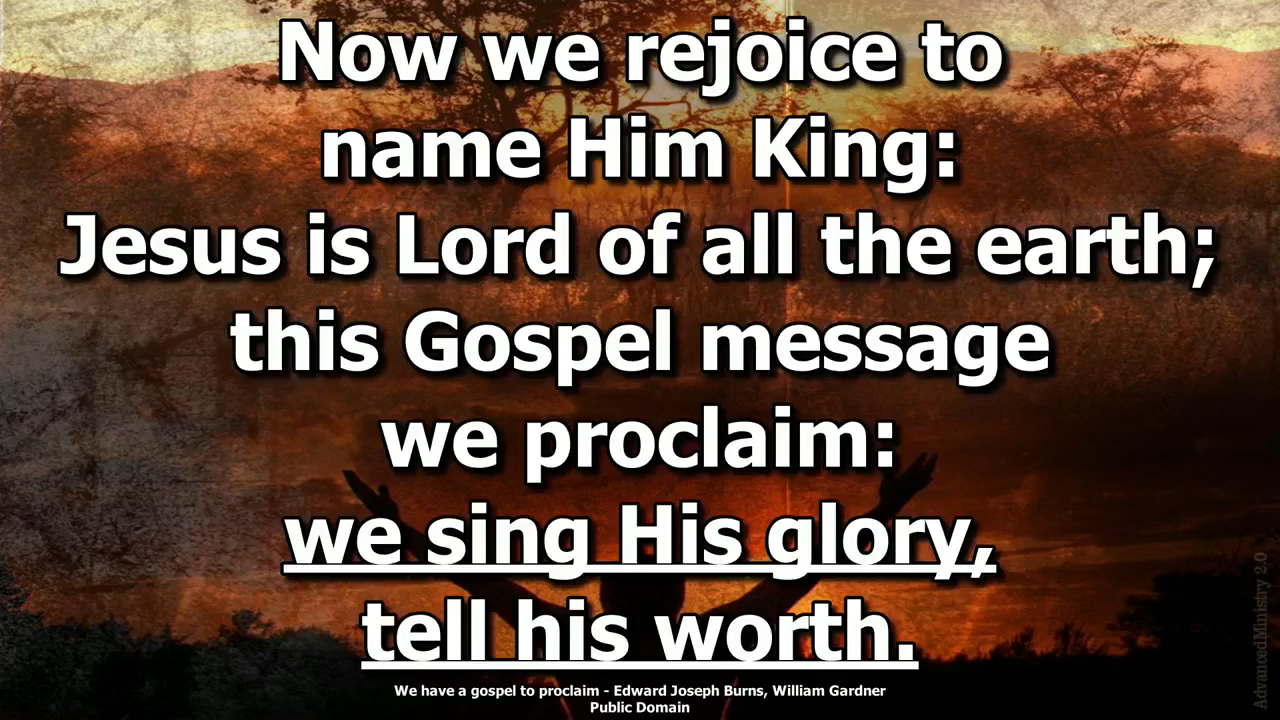 Now we rejoice to
name Him King:
Jesus is Lord of all the earth;
this Gospel message
we proclaim:
we sing His glory,
tell his worth.
We have a gospel to proclaim - Edward Joseph Burns, William Gardner
Public Domain
AdvancedMinistry 2.0